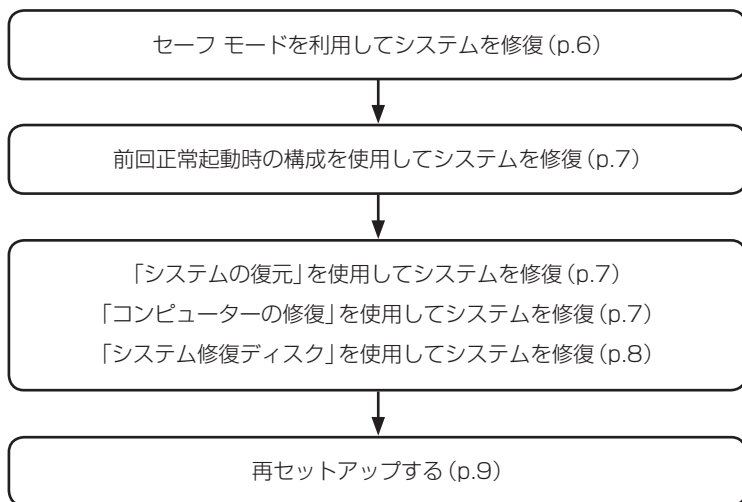 セーフ モードを利用してシステムを修復(p.6)
前回正常起動時の構成を使用してシステムを修復(p.7)
「システムの復元」を使用してシステムを修復(p.7)
「コンピューターの修復」を使用してシステムを修復(p.7)
「システム修復ディスク」を使用してシステムを修復(p.8)
再セットアップする(p.9)